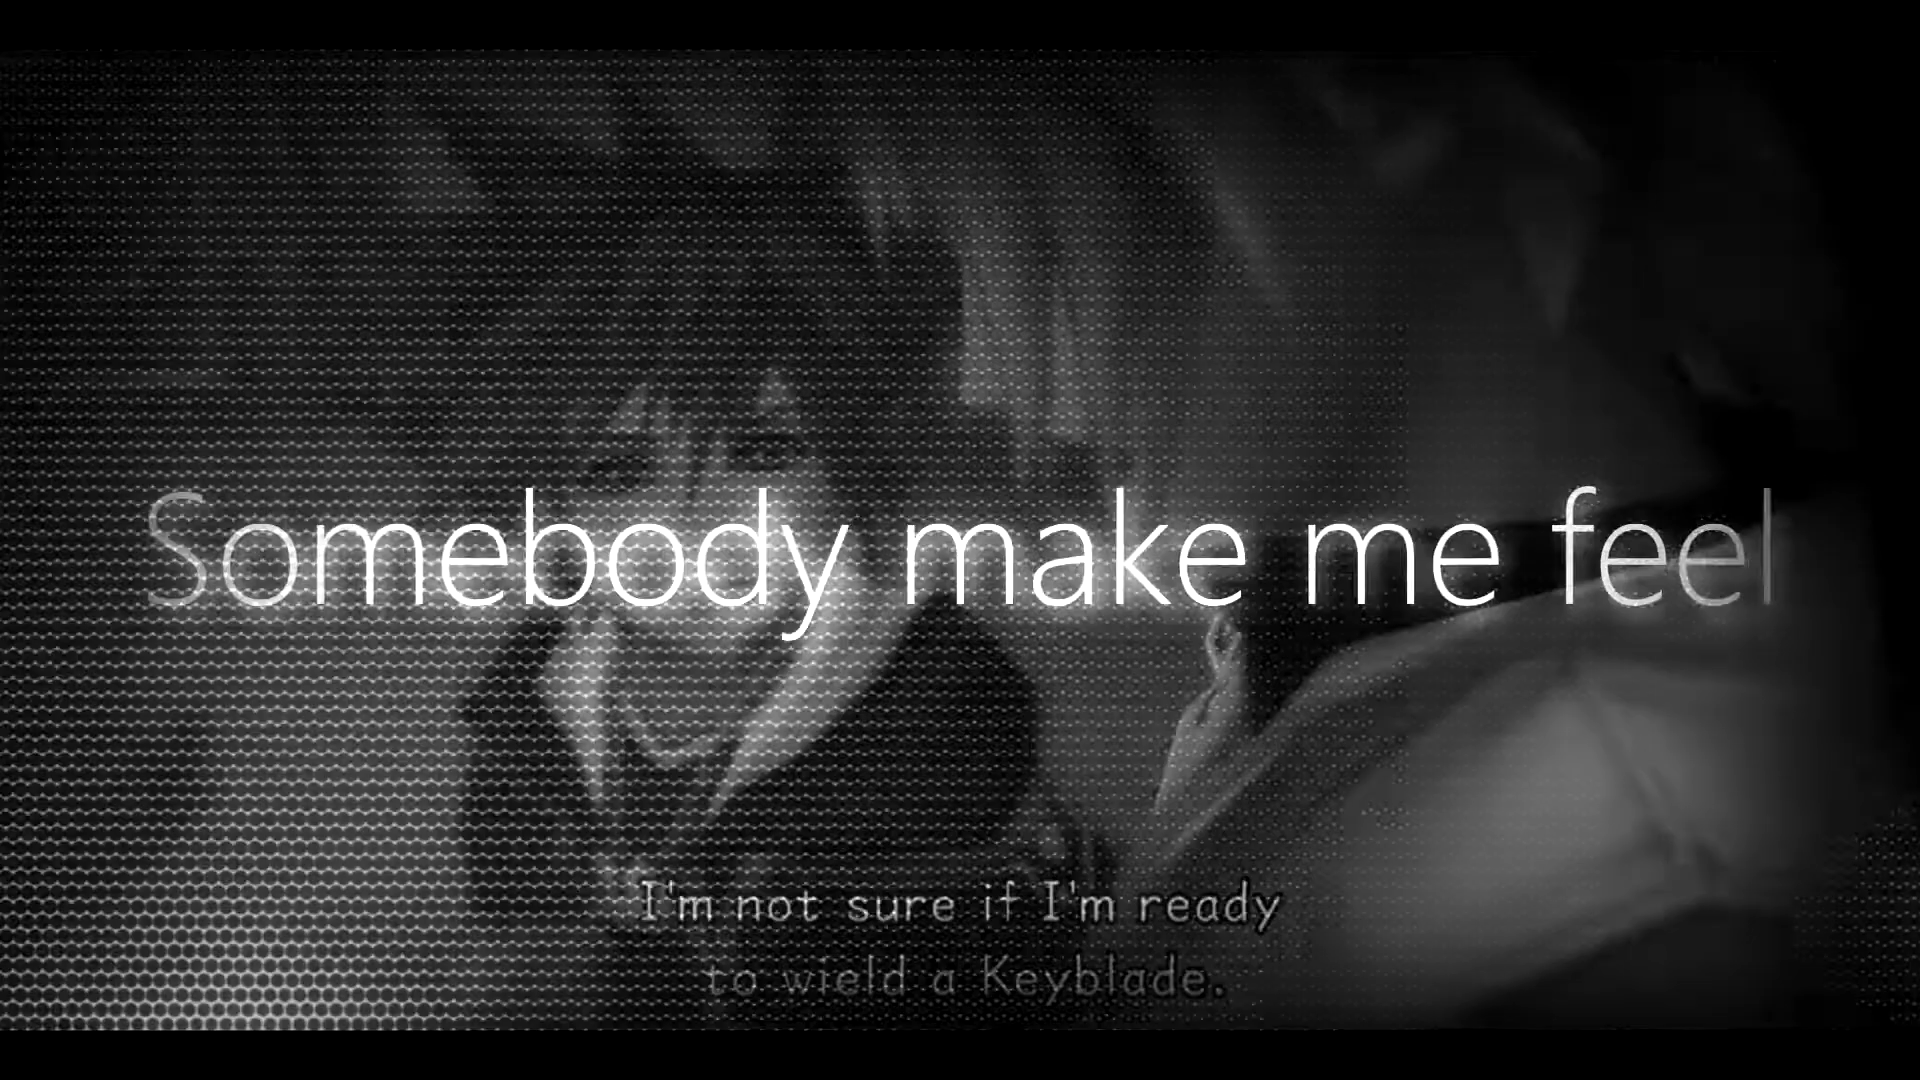 Somebody make me feel
I'm not sure if I'm ready
to wield a Keyblade.